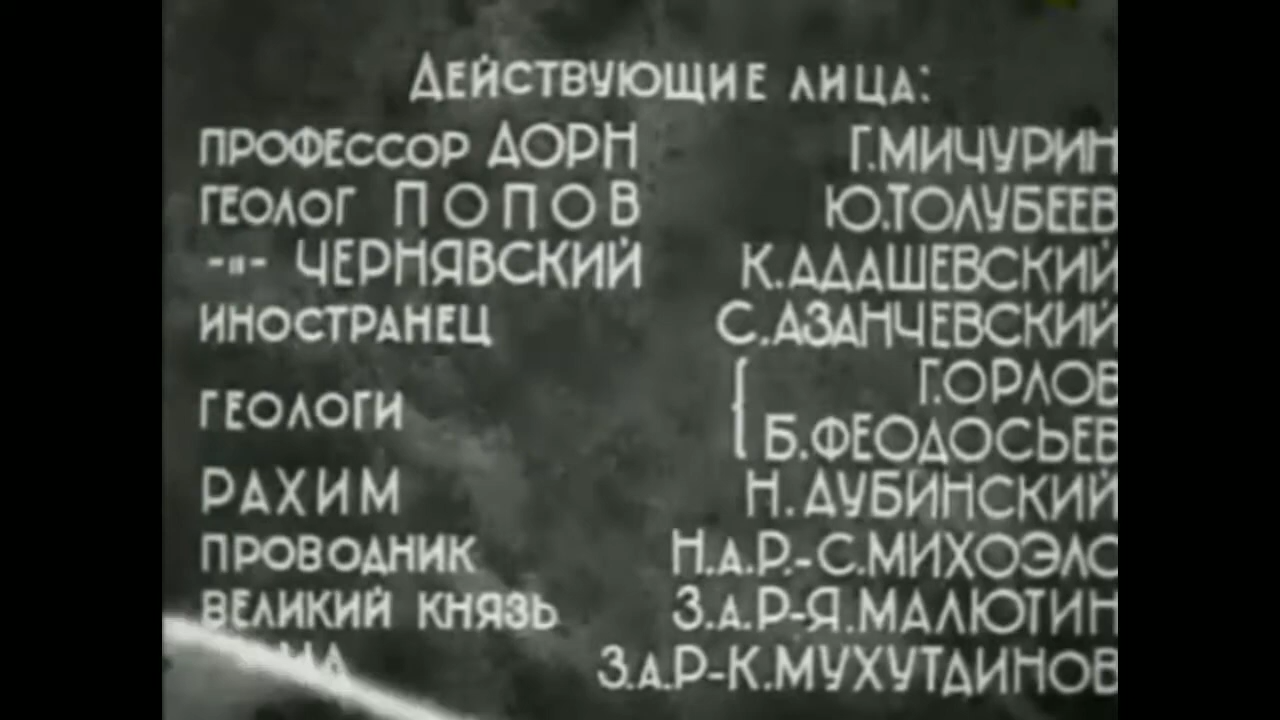 Действующие лица:
ПРОФЕССОР ДОРН Г.МИЧУРИН
ГЕОЛОГ ПОПОВ Ю.ТОЛУБЕЕВ
-"- ЧЕРНЯВСКИЙ К.АДАШЕВСКИЙ
ИНОСТРАНЕЦ С.АЗАНЧЕВСКИЙ
ГЕОЛОГИ Г.ОРЛОВ
Б.ФЕОДОСЬЕВ
РАХИМ Н.ДУБИНСКИЙ
ПРОВОДНИК Н.А.Р.-С.МИХОЭЛС
ВЕЛИКИЙ КНЯЗЬ З.А.Р-Я.МАЛЮТИН
З.А.Р-К.МУХУТДИНОВ